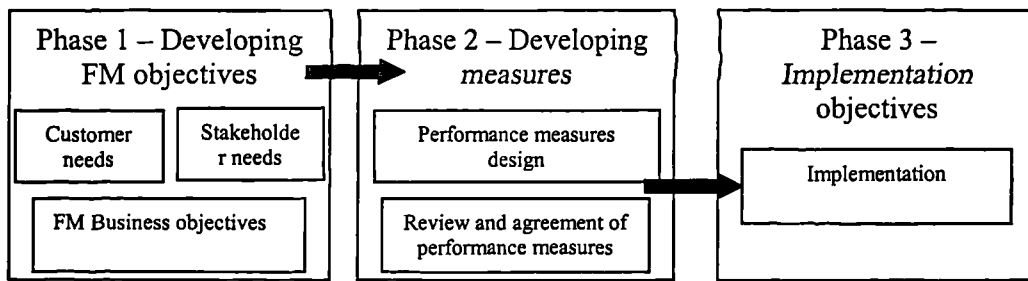 Phase 1 – Developing
FM objectives
Customer
needs
Stakeholde
r needs
FM Business objectives
Phase 2 – Developing
measures
Performance measures
design
Review and agreement of
performance measures
Phase 3 –
Implementation
objectives
Implementation